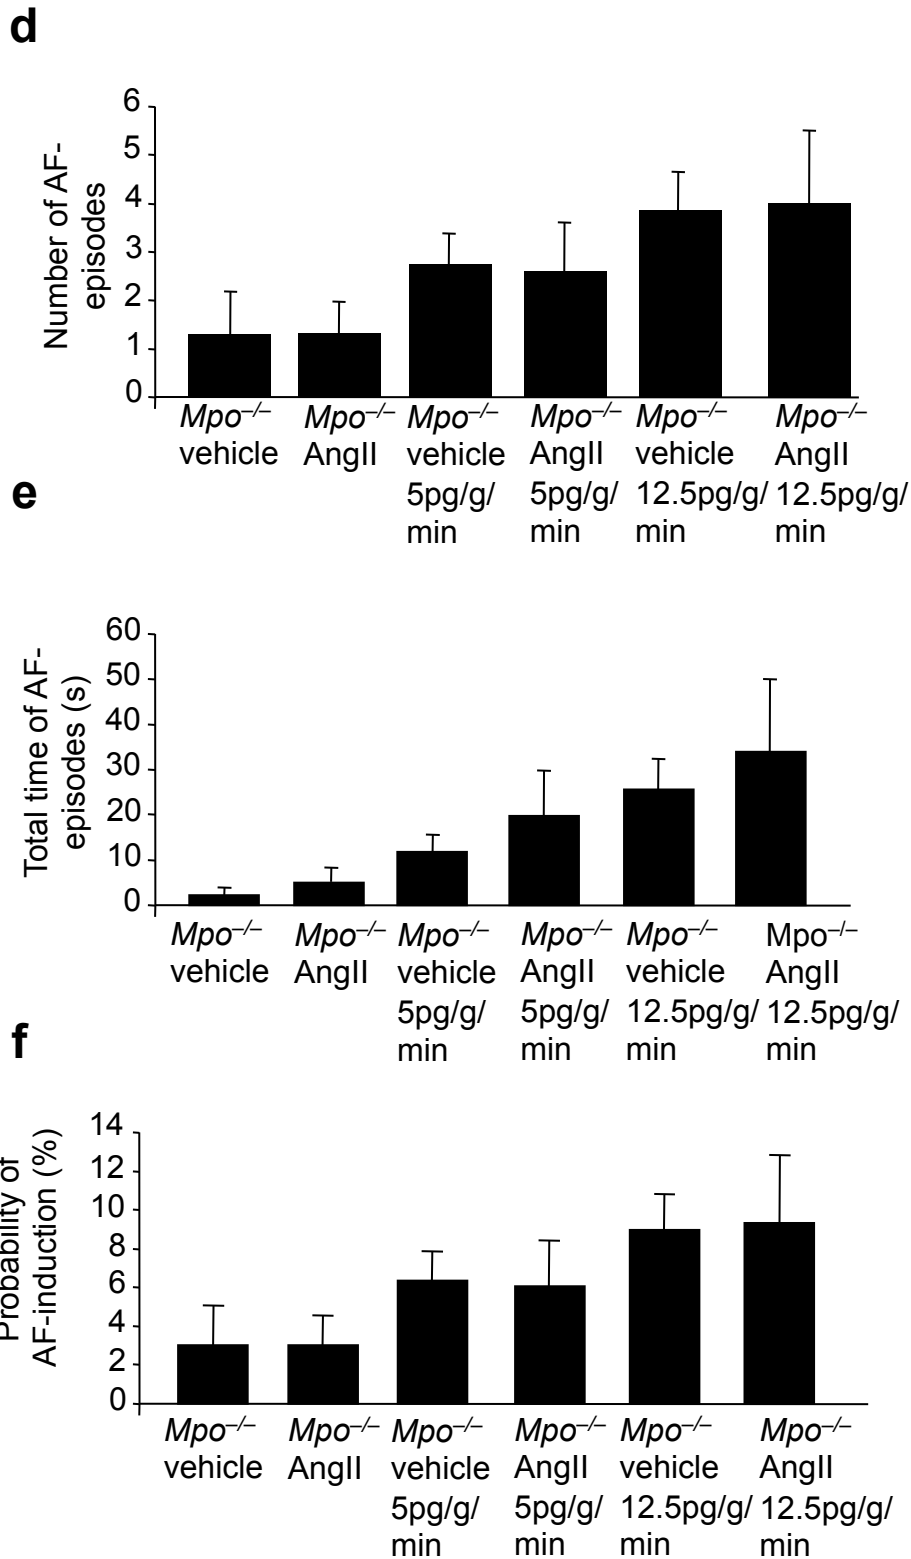 d
Number of AF-
episodes
6
5
4
3
2
1
0
Mpo–/– Mpo–/– Mpo–/– Mpo–/– Mpo–/– Mpo–/–
vehicle AngII vehicle AngII vehicle AngII
5pg/g/ 5pg/g/ 12.5pg/g/ 12.5pg/g/
min min min min
e
Total time of AF-
episodes (s)
60
50
40
30
20
10
0
Mpo–/– Mpo–/– Mpo–/– Mpo–/– Mpo–/– Mpo–/–
vehicle AngII vehicle AngII vehicle AngII
5pg/g/ 5pg/g/ 12.5pg/g/ 12.5pg/g/
min min min min
f
Probability of
AF-induction (%)
14
12
10
8
6
4
2
0
Mpo–/– Mpo–/– Mpo–/– Mpo–/– Mpo–/– Mpo–/–
vehicle AngII vehicle AngII vehicle AngII
5pg/g/ 5pg/g/ 12.5pg/g/ 12.5pg/g/
min min min min